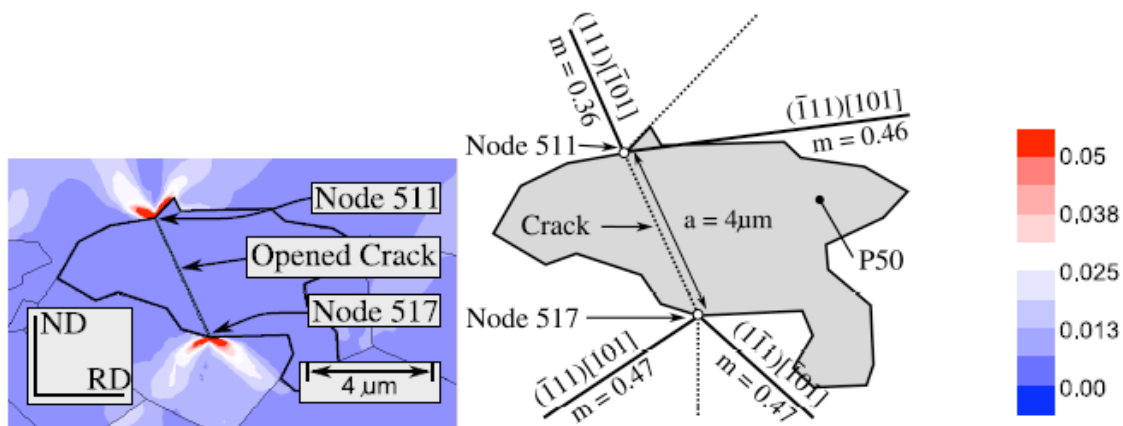 Node 511
Opened Crack
Node 517
ND
RD
4 μm
(111)[1̄01]
m = 0.36
(1̄11)[101]
m = 0.46
Node 511
Crack
a = 4μm
P50
Node 517
(1̄11)[101]
m = 0.47
(11̄1)[1̄01]
m = 0.47
0.05
0.038
0.025
0.013
0.00